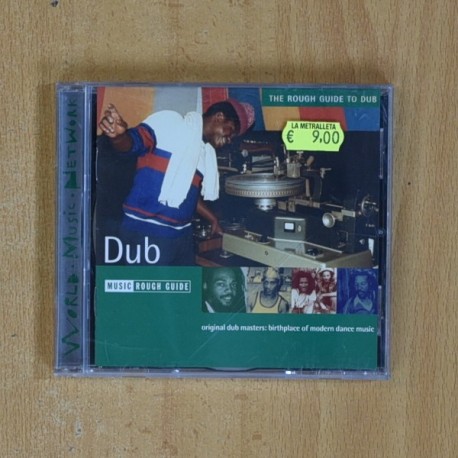 THE ROUGH GUIDE TO DUB
LA METRALLETA
€ 9,00
Dub
MUSIC ROUGH GUIDE
original dub masters: birthplace of modern dance music
WORLD · MUSIC · NETWORK